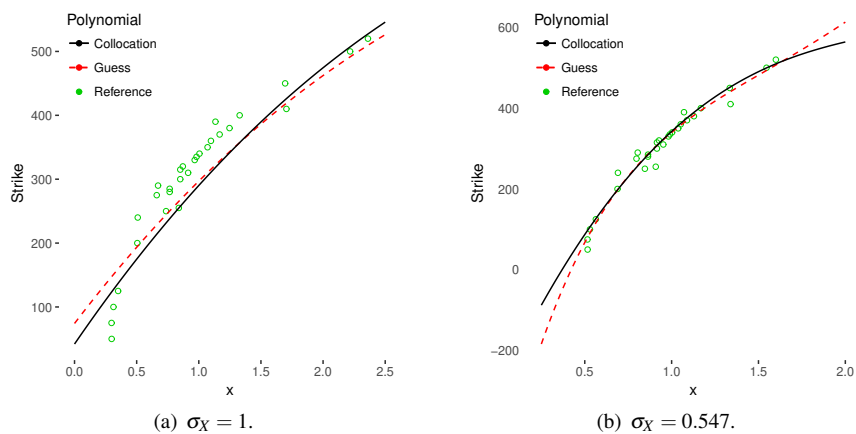 Polynomial
Collocation
Guess
Reference
Strike
500
400
300
200
100
0.0 0.5 1.0 1.5 2.0 2.5
x
(a) σX = 1.
Polynomial
Collocation
Guess
Reference
Strike
600
400
200
0
−200
0.5 1.0 1.5 2.0
x
(b) σX = 0.547.